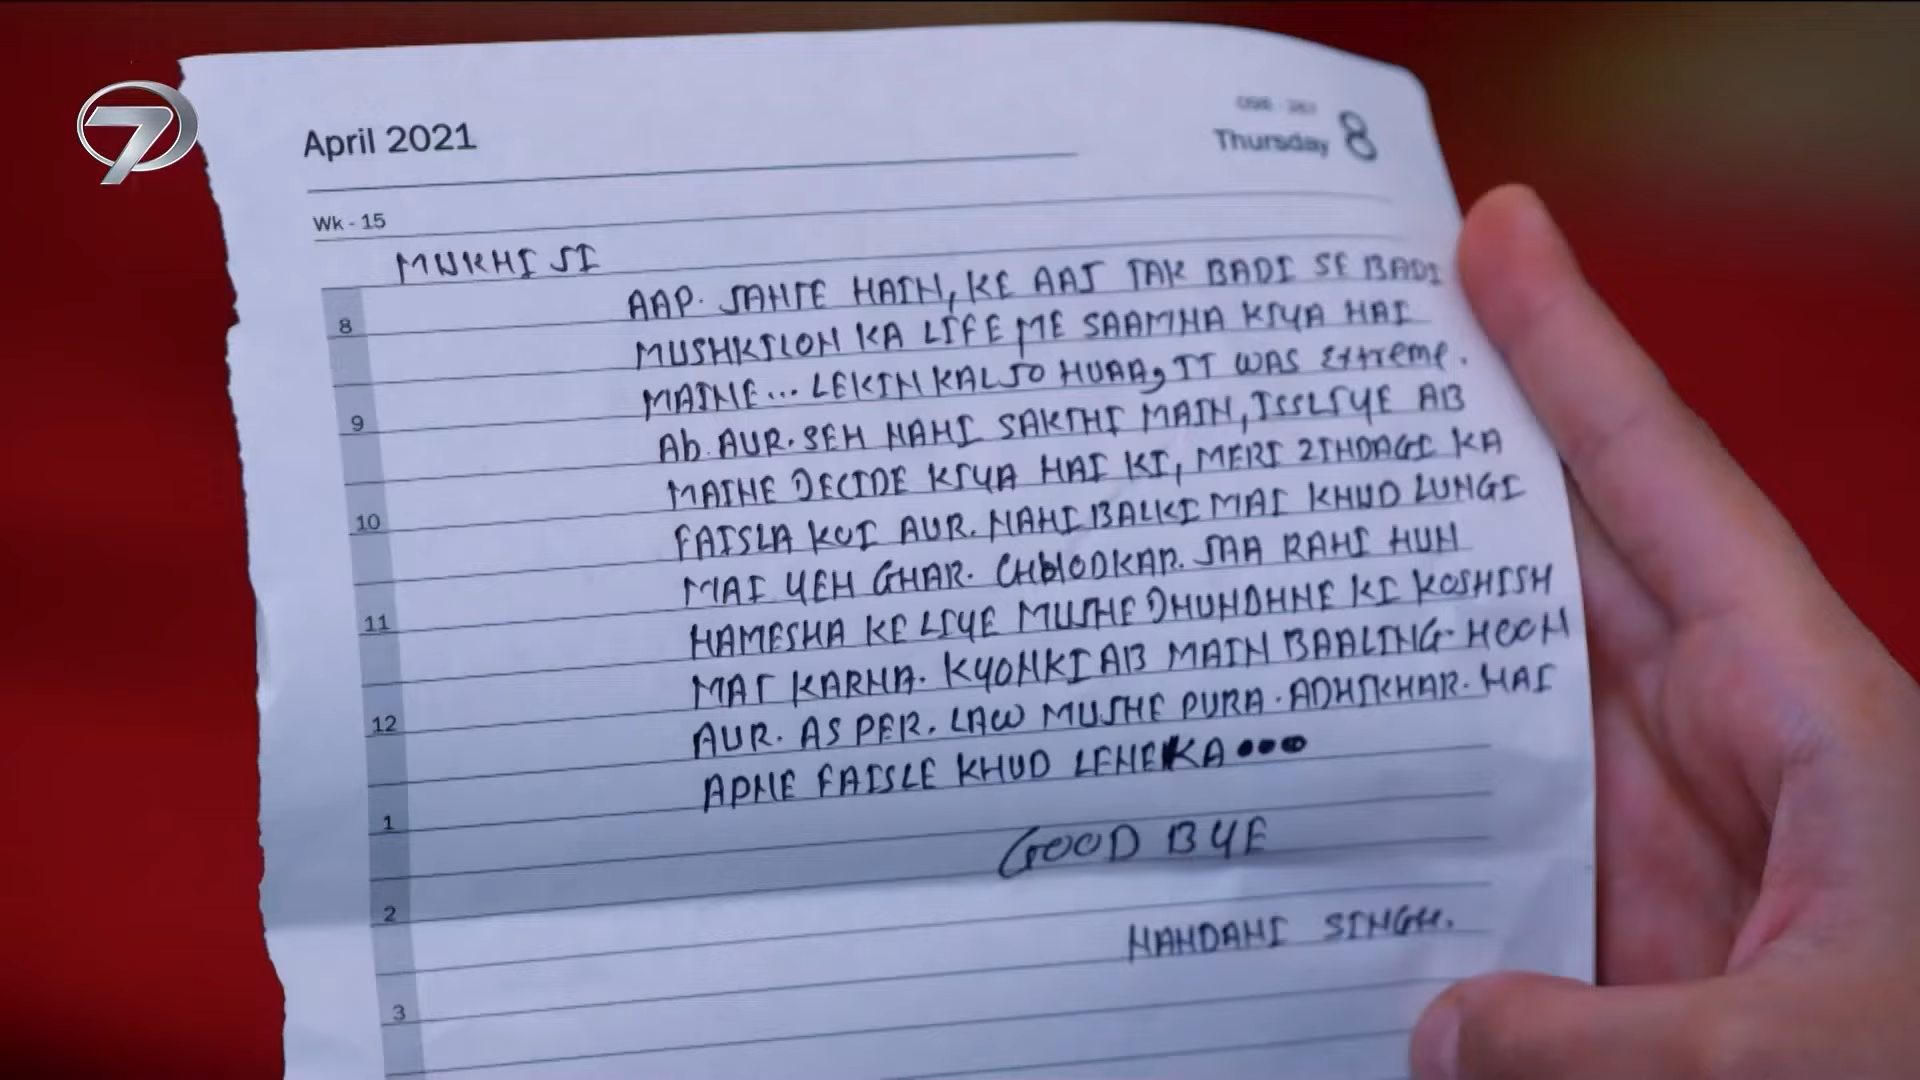 7
April 2021
Thursday 8
Wk - 15
MUKHI JI
8
AAP. JANTE HAIN, KE AAJ TAK BADI SE BADI
MUSHKILON KA LIFE ME SAAMNA KIYA HAI
9
MAINE... LEKIN KAL JO HUAA, IT WAS Extreme.
Ab. AUR. SEH NAHI SAKTHI MAIN, ISSLIYE AB
10
MAINE DECIDE KIYA HAI KI, MERI ZINDAGI KA
FAISLA KOI AUR. NAHI BALKI MAI KHUD LUNGI
11
MAI YEH GHAR. CHHODKAR. JAA RAHI HUN
HAMESHA KE LIYE MUJHE DHUNDHNE KI KOSHISH
12
MAT KARNA. KYONKI AB MAIN BAALING HOON
AUR. AS PER. LAW MUJHE PURA. ADHIKHAR. HAI
1
APNE FAISLE KHUD LENEKA •••
GOOD BYE
2
NANDANI SINGH.
3